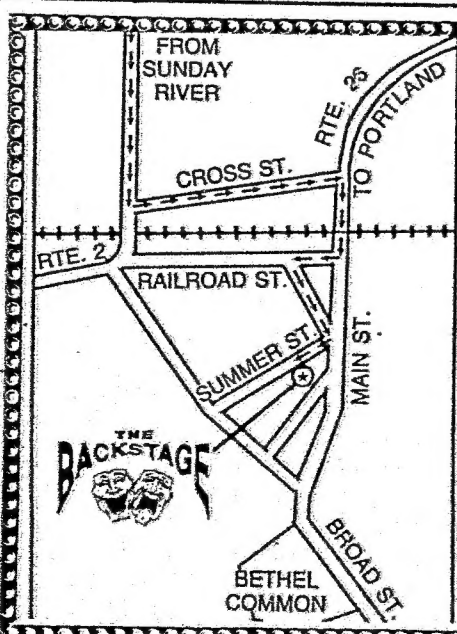 FROM
SUNDAY
RIVER
RTE. 26
TO PORTLAND
CROSS ST.
RTE. 2
RAILROAD ST.
SUMMER ST.
MAIN ST.
THE
BACKSTAGE
BROAD ST.
BETHEL
COMMON